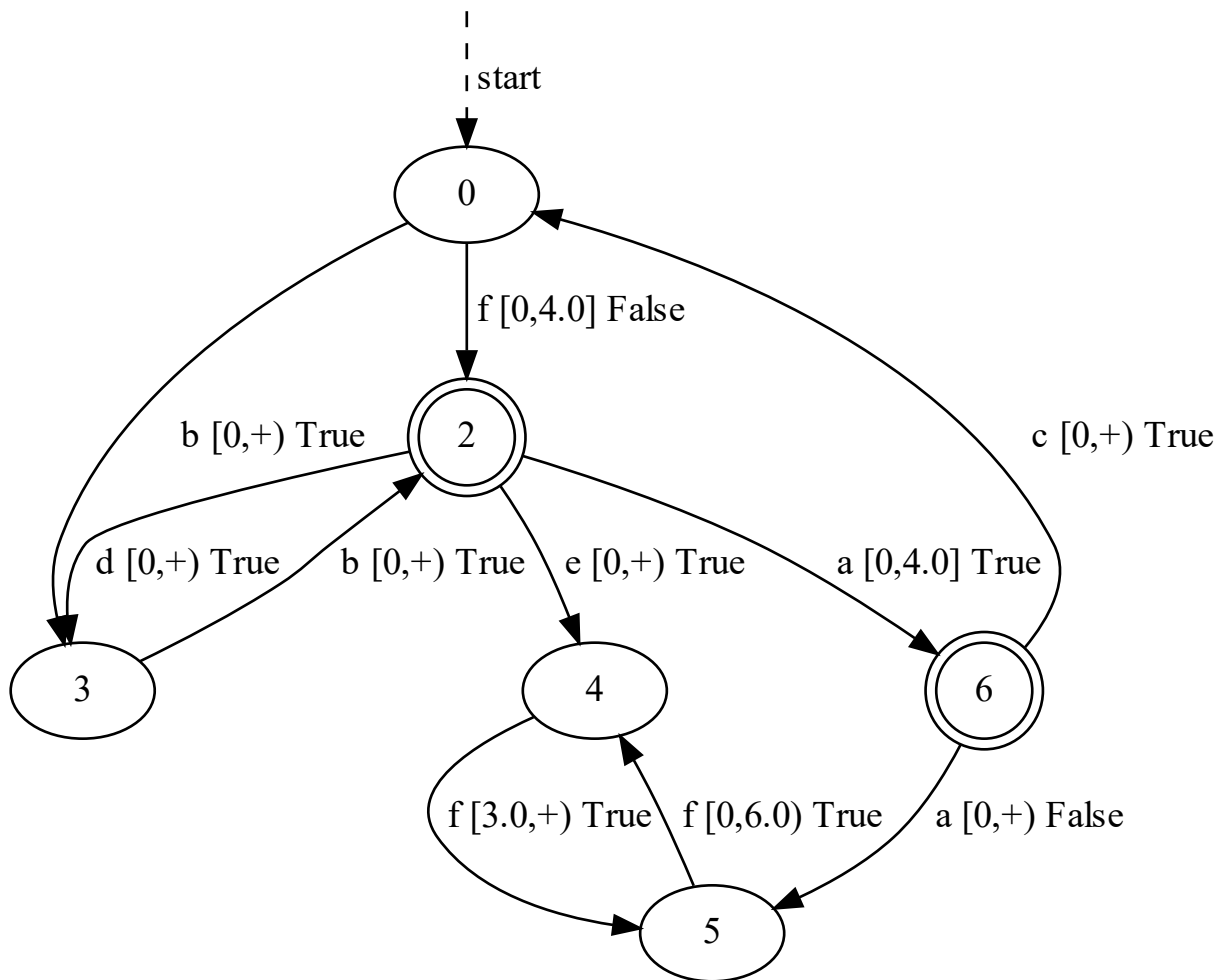 start
0
f [0,4.0] False
b [0,+) True
2
c [0,+) True
d [0,+) True
b [0,+) True
e [0,+) True
a [0,4.0] True
3
4
6
f [3.0,+) True
f [0,6.0) True
a [0,+) False
5